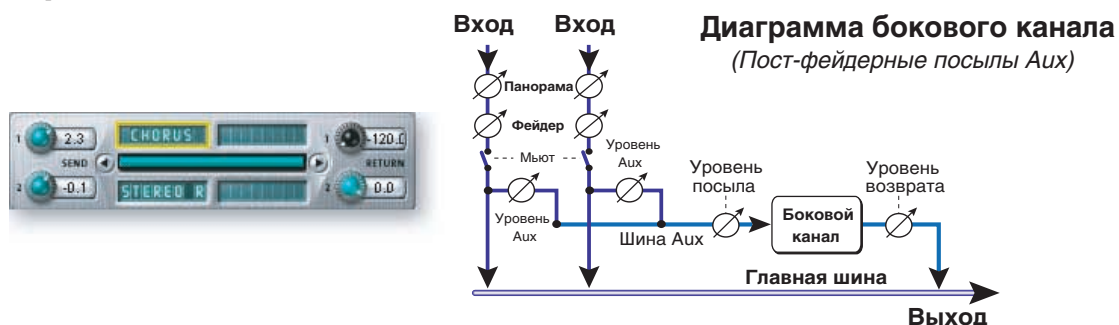 1 2.3 CHORUS 1 -120.0
SEND RETURN
2 -0.1 STEREO R 2 0.0
Вход Вход
Диаграмма бокового канала
(Пост-фейдерные посылы Aux)
Панорама
Фейдер
Мьют
Уровень
Aux
Уровень
посыла
Уровень
возврата
Уровень
Aux
Шина Aux
Боковой
канал
Главная шина
Выход